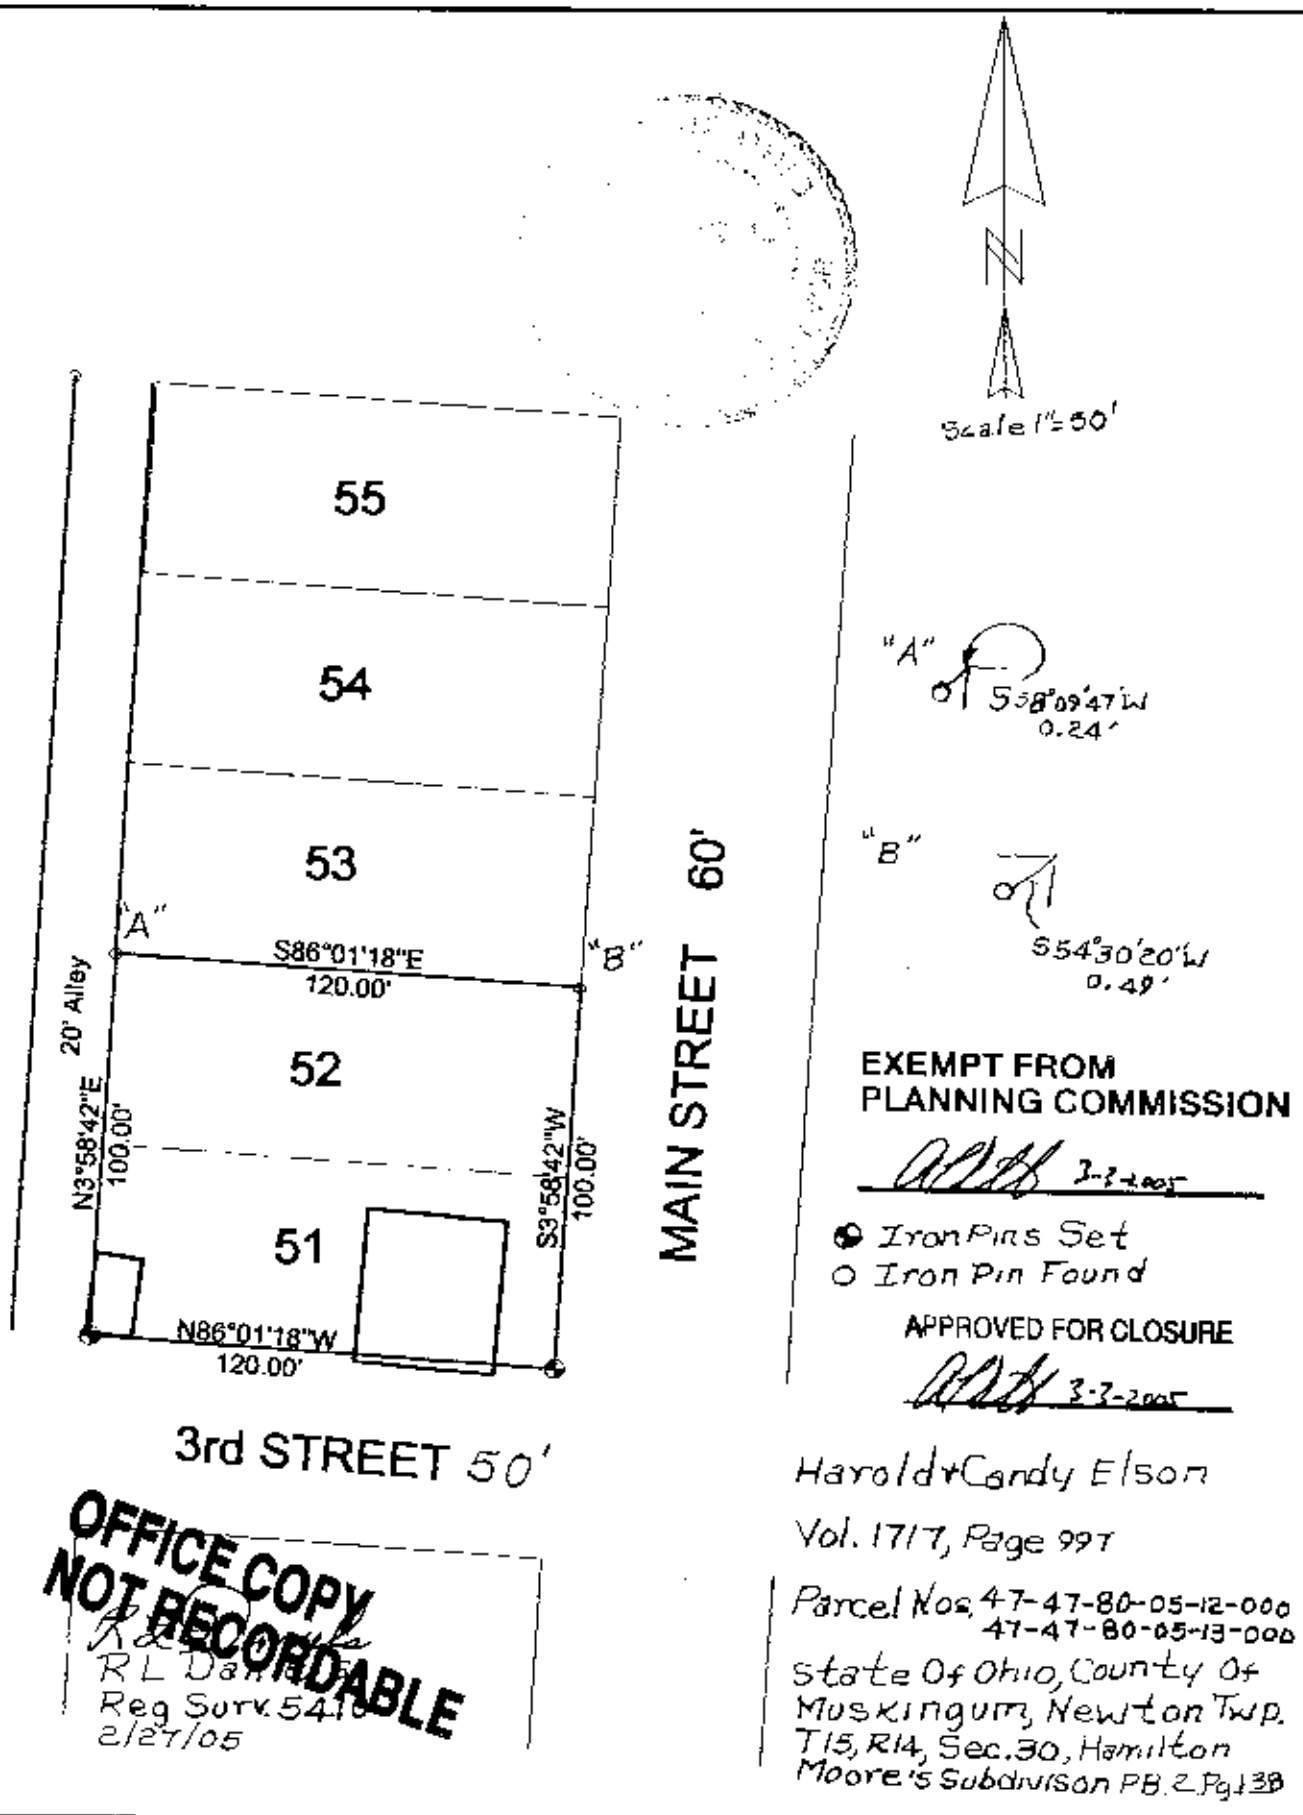 N
Scale 1"=50'
55
54
"A"
S58°09'47"W
0.24'
53
MAIN STREET 60'
"B"
S54°30'20"W
0.49'
"A"
S86°01'18"E
120.00'
"B"
20' Alley
52
N3°58'42"E
100.00'
S3°58'42"W
100.00'
EXEMPT FROM
PLANNING COMMISSION
3-3-2005
51
Iron Pins Set
Iron Pin Found
N86°01'18"W
120.00'
APPROVED FOR CLOSURE
3-3-2005
3rd STREET 50'
Harold+Candy Elson
Vol. 1717, Page 997
Parcel Nos, 47-47-80-05-12-000
47-47-80-05-13-000
State Of Ohio, County Of
Muskingum, Newton Twp.
T15, R14, Sec.30, Hamilton
Moore's Subdivison PB.2 Pg138
OFFICE COPY
NOT RECORDABLE
RL
Reg Surv. 5410
2/27/05